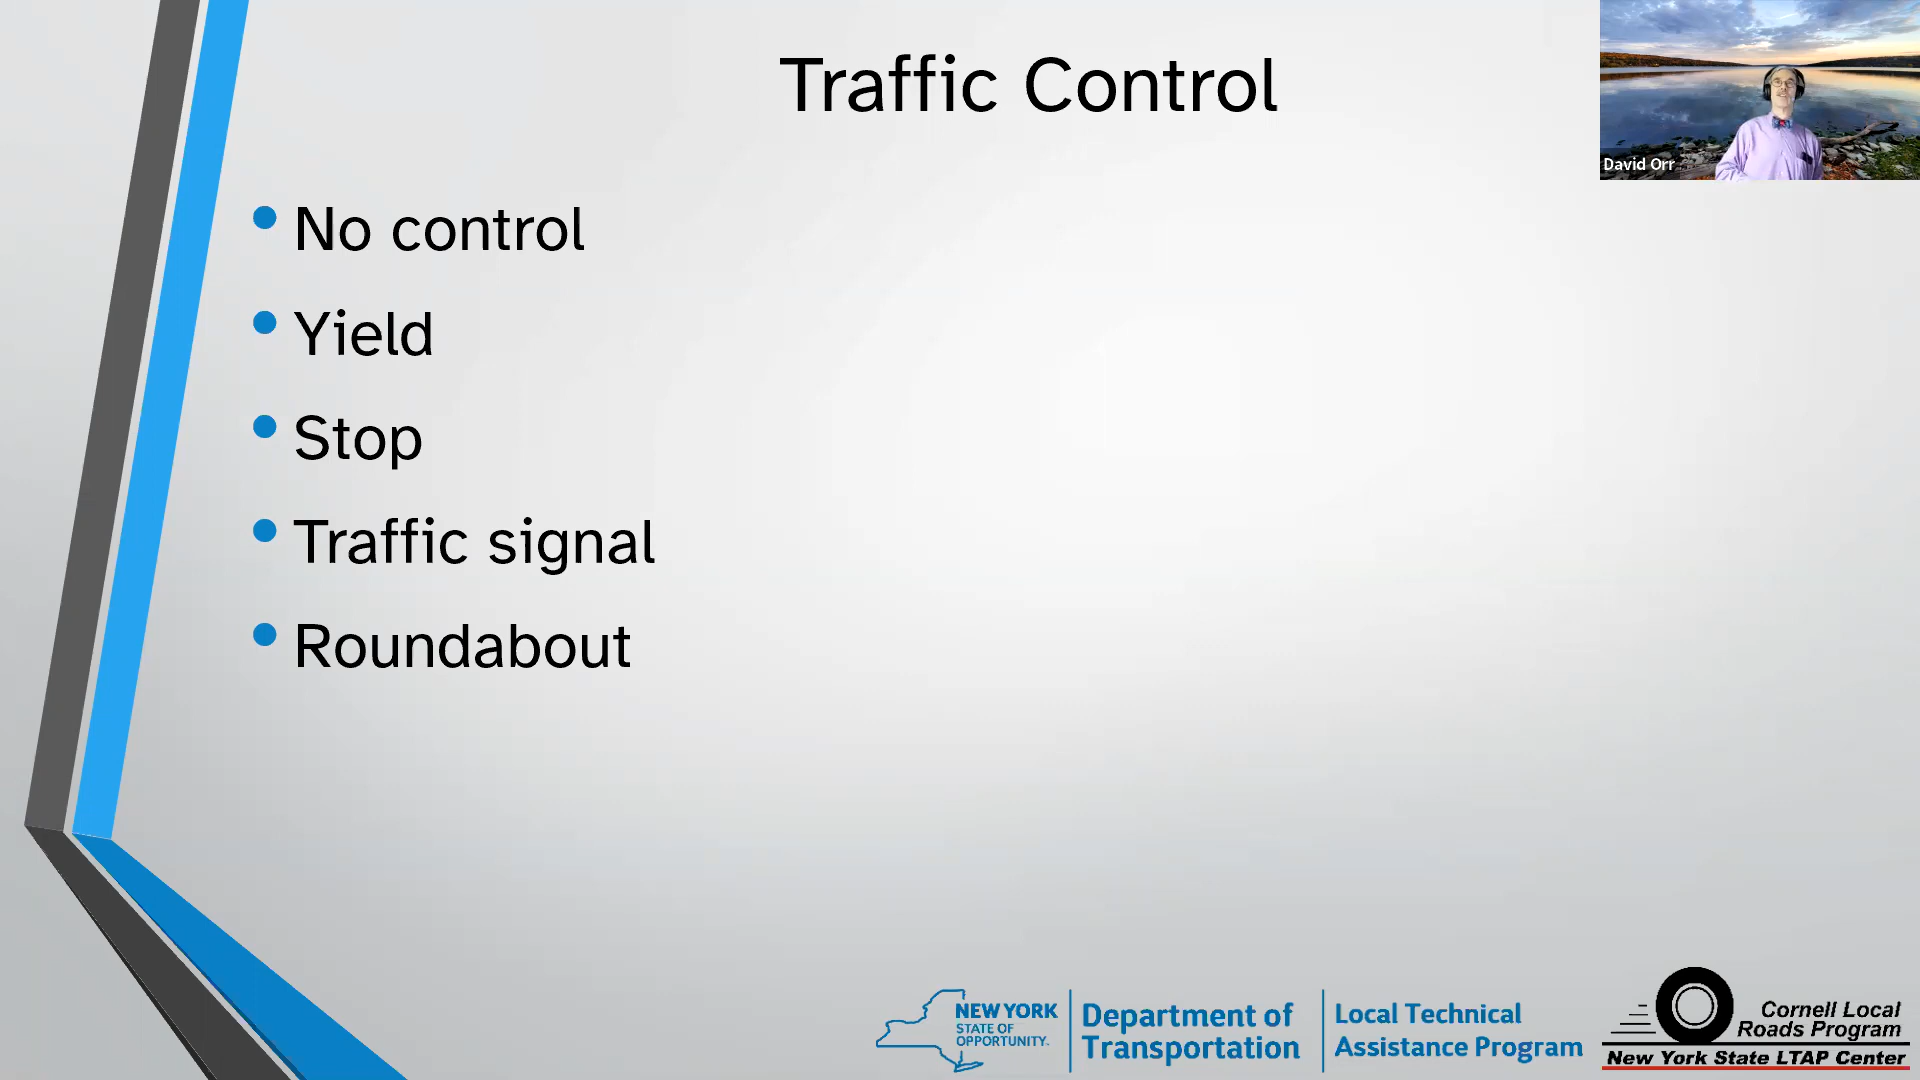 Traffic Control
David Orr
No control
Yield
Stop
Traffic signal
Roundabout
NEW YORK
STATE OF
OPPORTUNITY.
Department of
Transportation
Local Technical
Assistance Program
Cornell Local
Roads Program
New York State LTAP Center